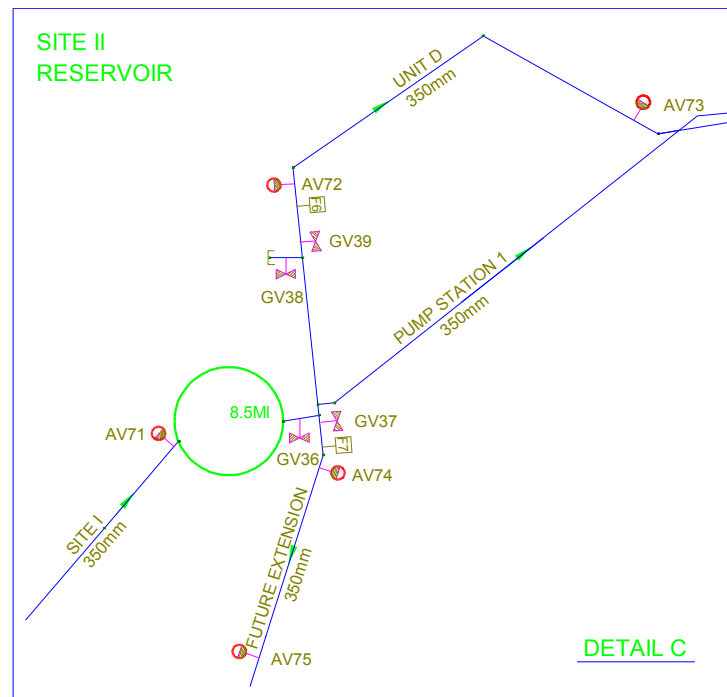 SITE II
RESERVOIR
UNIT D
350mm
AV73
AV72
F6
GV39
E
GV38
PUMP STATION 1
350mm
8.5Ml
AV71
GV37
GV36
F7
AV74
SITE I
350mm
FUTURE EXTENSION
350mm
AV75
DETAIL C